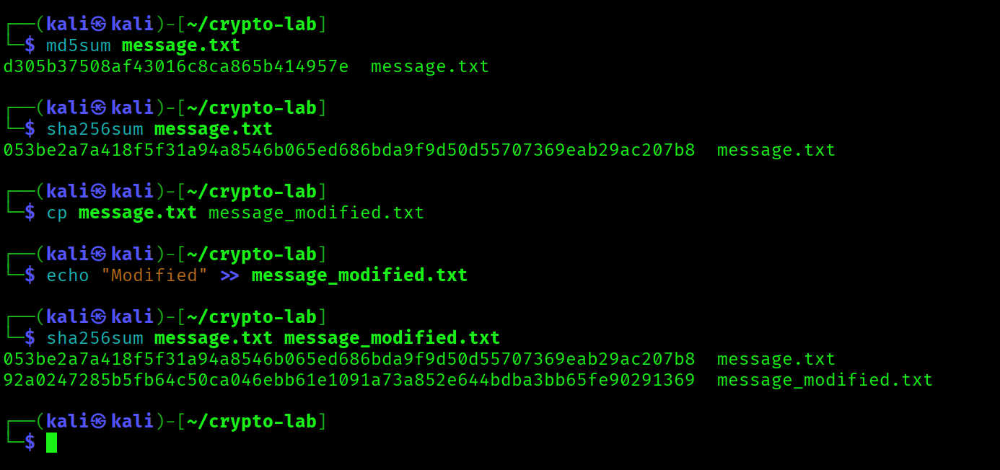 ┌──(kali㉿kali)-[~/crypto-lab]
└─$ md5sum message.txt
d305b37508af43016c8ca865b414957e  message.txt
┌──(kali㉿kali)-[~/crypto-lab]
└─$ sha256sum message.txt
053be2a7a418f5f31a94a8546b065ed686bda9f9d50d55707369eab29ac207b8  message.txt
┌──(kali㉿kali)-[~/crypto-lab]
└─$ cp message.txt message_modified.txt
┌──(kali㉿kali)-[~/crypto-lab]
└─$ echo "Modified" >> message_modified.txt
┌──(kali㉿kali)-[~/crypto-lab]
└─$ sha256sum message.txt message_modified.txt
053be2a7a418f5f31a94a8546b065ed686bda9f9d50d55707369eab29ac207b8  message.txt
92a0247285b5fb64c50ca046ebb61e1091a73a852e644bdba3bb65fe90291369  message_modified.txt
┌──(kali㉿kali)-[~/crypto-lab]
└─$